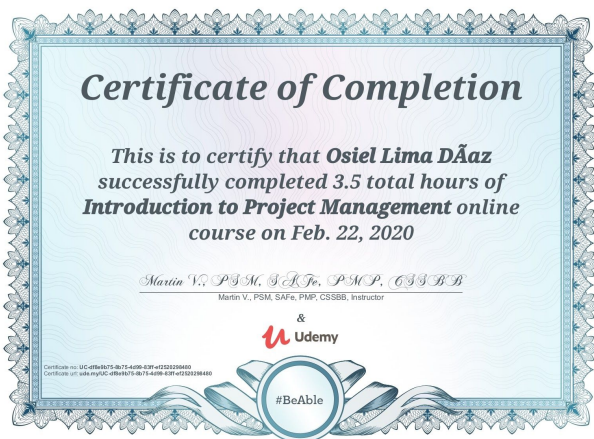 Certificate of Completion
This is to certify that Osiel Lima DÃaz
successfully completed 3.5 total hours of
Introduction to Project Management online
course on Feb. 22, 2020
Martin V., PSM, SAFe, PMP, CSSBB
Martin V., PSM, SAFe, PMP, CSSBB, Instructor
&
Udemy
Certificate no: UC-df8e9b75-8b75-4d99-83ff-ef2520298480
Certificate url: ude.my/UC-df8e9b75-8b75-4d99-83ff-ef2520298480
#BeAble